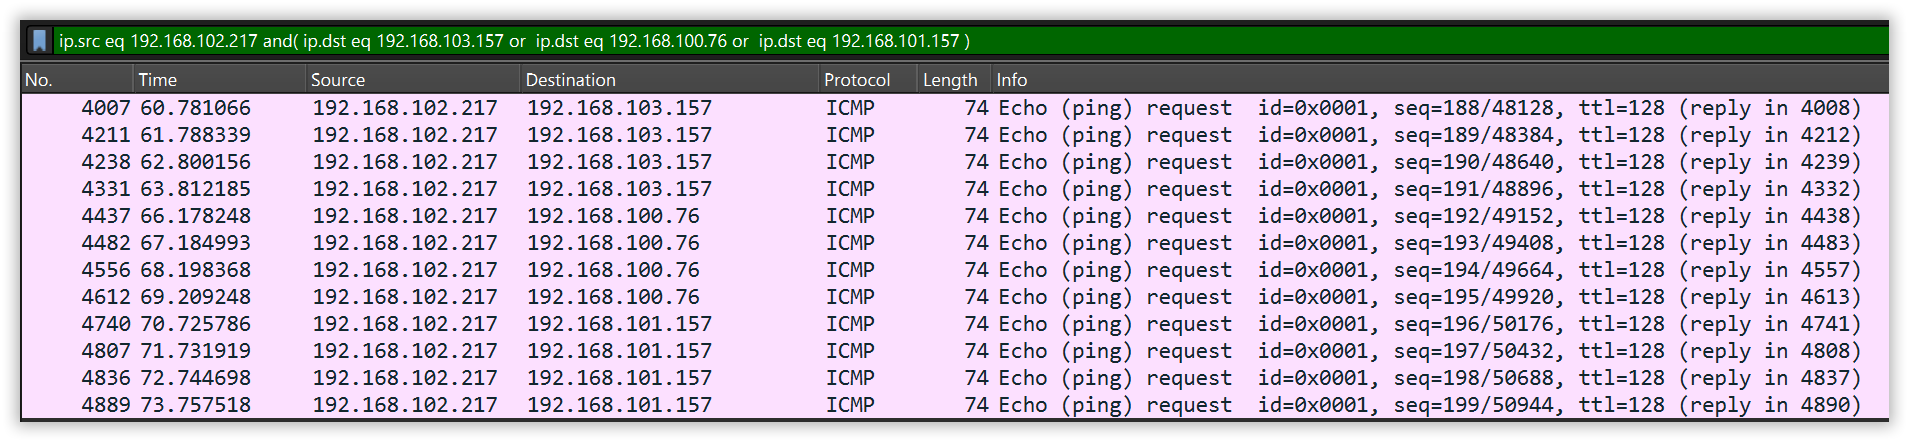 ip.src eq 192.168.102.217 and( ip.dst eq 192.168.103.157 or  ip.dst eq 192.168.100.76 or  ip.dst eq 192.168.101.157 )
No. Time Source Destination Protocol Length Info
4007 60.781066 192.168.102.217 192.168.103.157 ICMP 74 Echo (ping) request  id=0x0001, seq=188/48128, ttl=128 (reply in 4008)
4211 61.788339 192.168.102.217 192.168.103.157 ICMP 74 Echo (ping) request  id=0x0001, seq=189/48384, ttl=128 (reply in 4212)
4238 62.800156 192.168.102.217 192.168.103.157 ICMP 74 Echo (ping) request  id=0x0001, seq=190/48640, ttl=128 (reply in 4239)
4331 63.812185 192.168.102.217 192.168.103.157 ICMP 74 Echo (ping) request  id=0x0001, seq=191/48896, ttl=128 (reply in 4332)
4437 66.178248 192.168.102.217 192.168.100.76 ICMP 74 Echo (ping) request  id=0x0001, seq=192/49152, ttl=128 (reply in 4438)
4482 67.184993 192.168.102.217 192.168.100.76 ICMP 74 Echo (ping) request  id=0x0001, seq=193/49408, ttl=128 (reply in 4483)
4556 68.198368 192.168.102.217 192.168.100.76 ICMP 74 Echo (ping) request  id=0x0001, seq=194/49664, ttl=128 (reply in 4557)
4612 69.209248 192.168.102.217 192.168.100.76 ICMP 74 Echo (ping) request  id=0x0001, seq=195/49920, ttl=128 (reply in 4613)
4740 70.725786 192.168.102.217 192.168.101.157 ICMP 74 Echo (ping) request  id=0x0001, seq=196/50176, ttl=128 (reply in 4741)
4807 71.731919 192.168.102.217 192.168.101.157 ICMP 74 Echo (ping) request  id=0x0001, seq=197/50432, ttl=128 (reply in 4808)
4836 72.744698 192.168.102.217 192.168.101.157 ICMP 74 Echo (ping) request  id=0x0001, seq=198/50688, ttl=128 (reply in 4837)
4889 73.757518 192.168.102.217 192.168.101.157 ICMP 74 Echo (ping) request  id=0x0001, seq=199/50944, ttl=128 (reply in 4890)